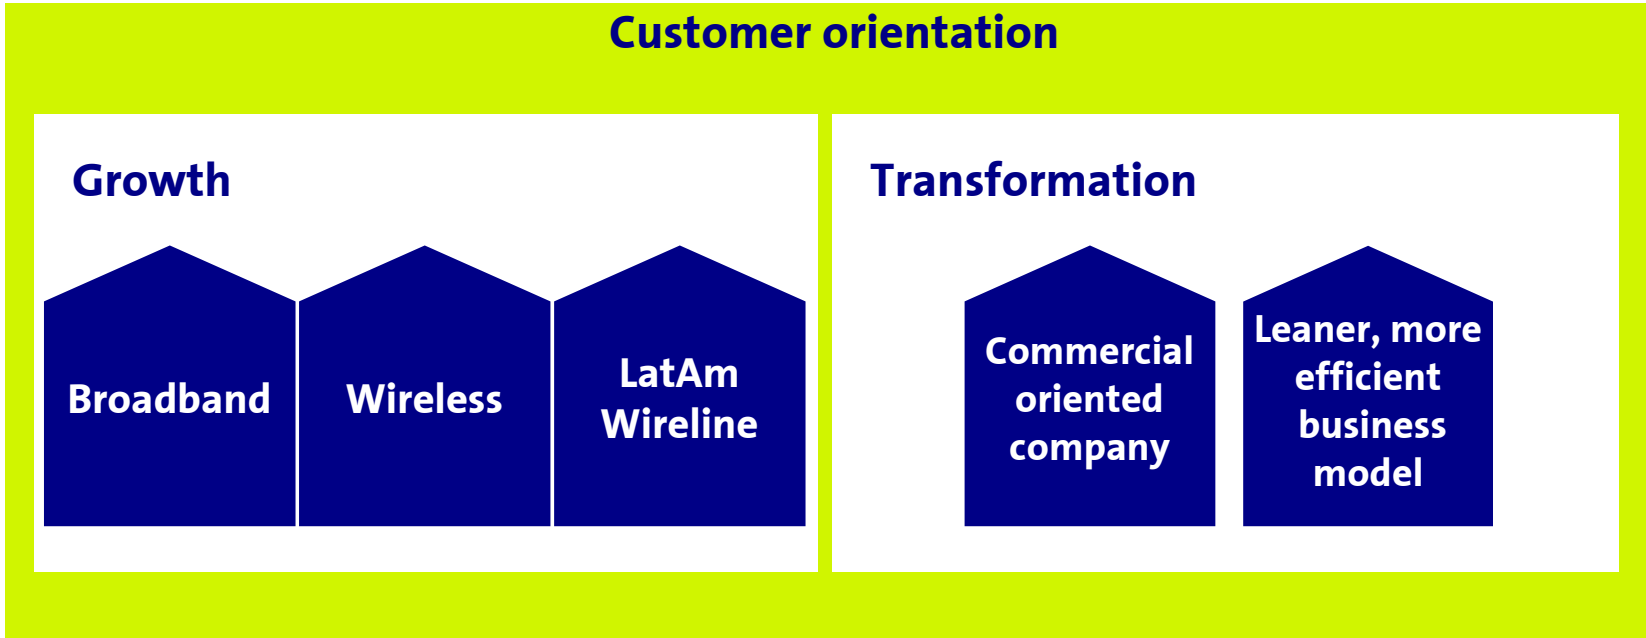 Customer orientation
Growth
Broadband
Wireless
LatAm
Wireline
Transformation
Commercial
oriented
company
Leaner, more
efficient
business
model